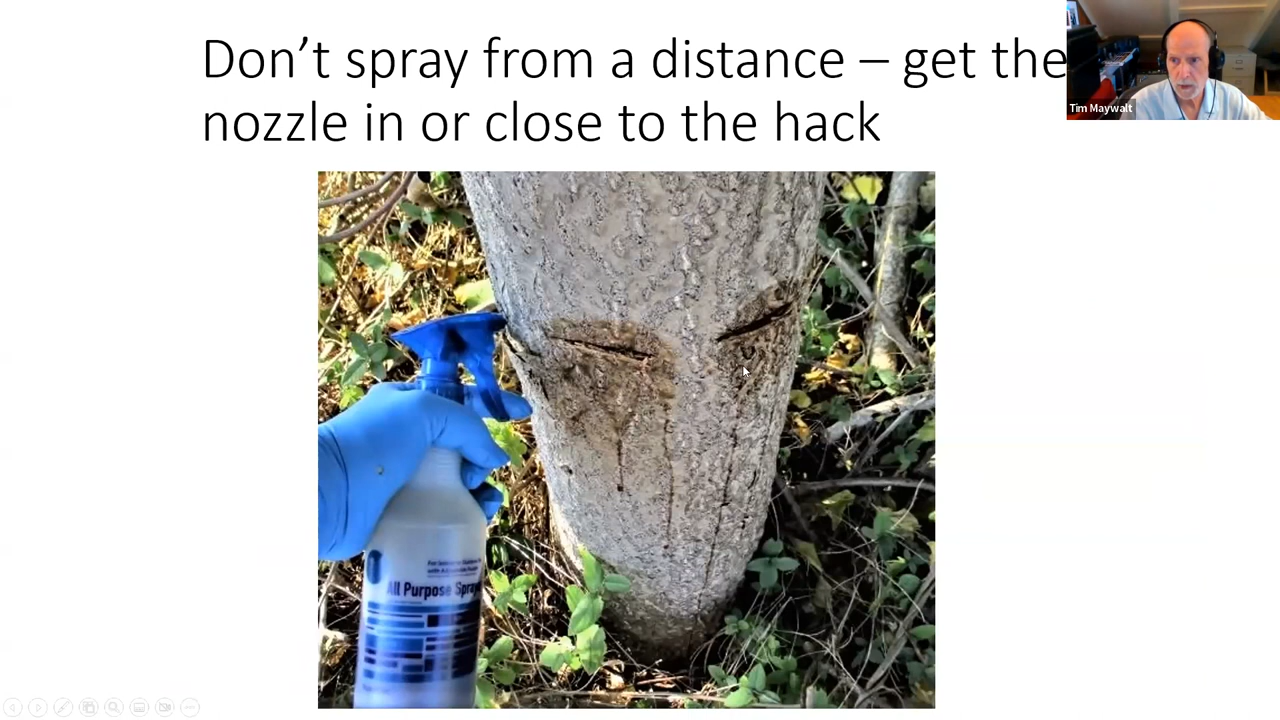 Don’t spray from a distance – get the
nozzle in or close to the hack
Tim Maywalt
All Purpose Spray